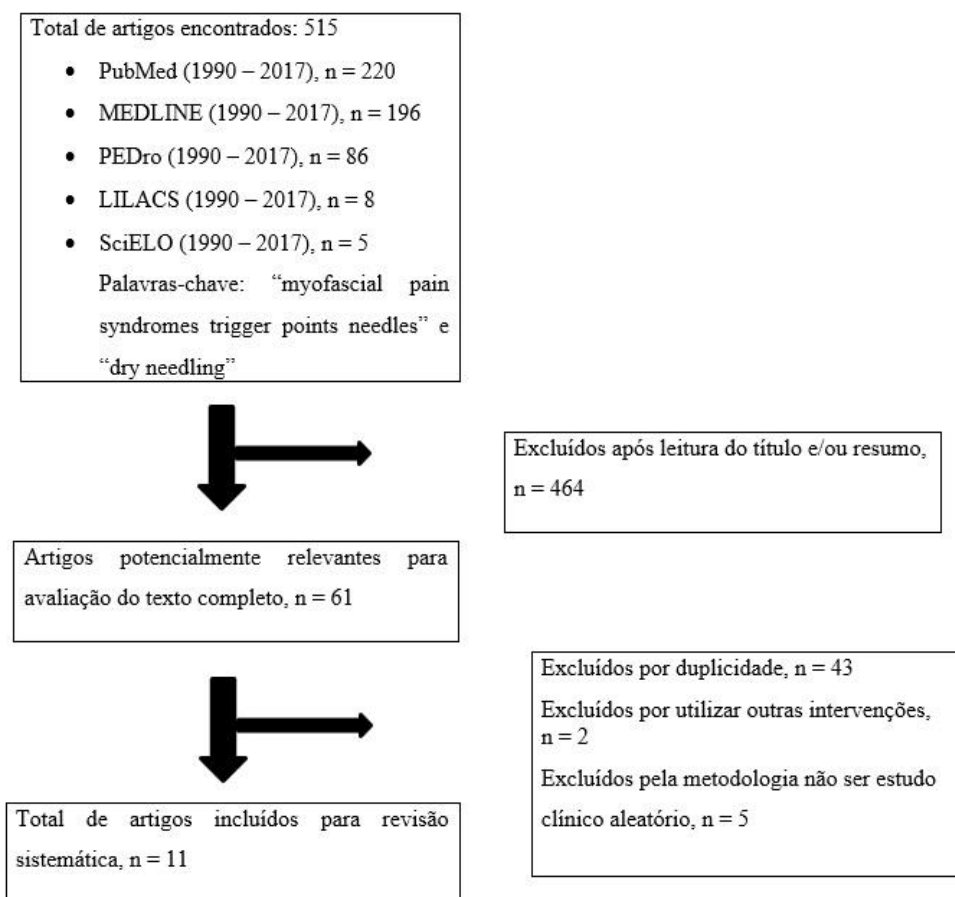 Total de artigos encontrados: 515
• PubMed (1990 – 2017), n = 220
• MEDLINE (1990 – 2017), n = 196
• PEDro (1990 – 2017), n = 86
• LILACS (1990 – 2017), n = 8
• SciELO (1990 – 2017), n = 5
Palavras-chave: “myofascial pain
syndromes trigger points needles” e
“dry needling”
Excluídos após leitura do título e/ou resumo,
n = 464
Artigos potencialmente relevantes para
avaliação do texto completo, n = 61
Excluídos por duplicidade, n = 43
Excluídos por utilizar outras intervenções,
n = 2
Excluídos pela metodologia não ser estudo
clínico aleatório, n = 5
Total de artigos incluídos para revisão
sistemática, n = 11